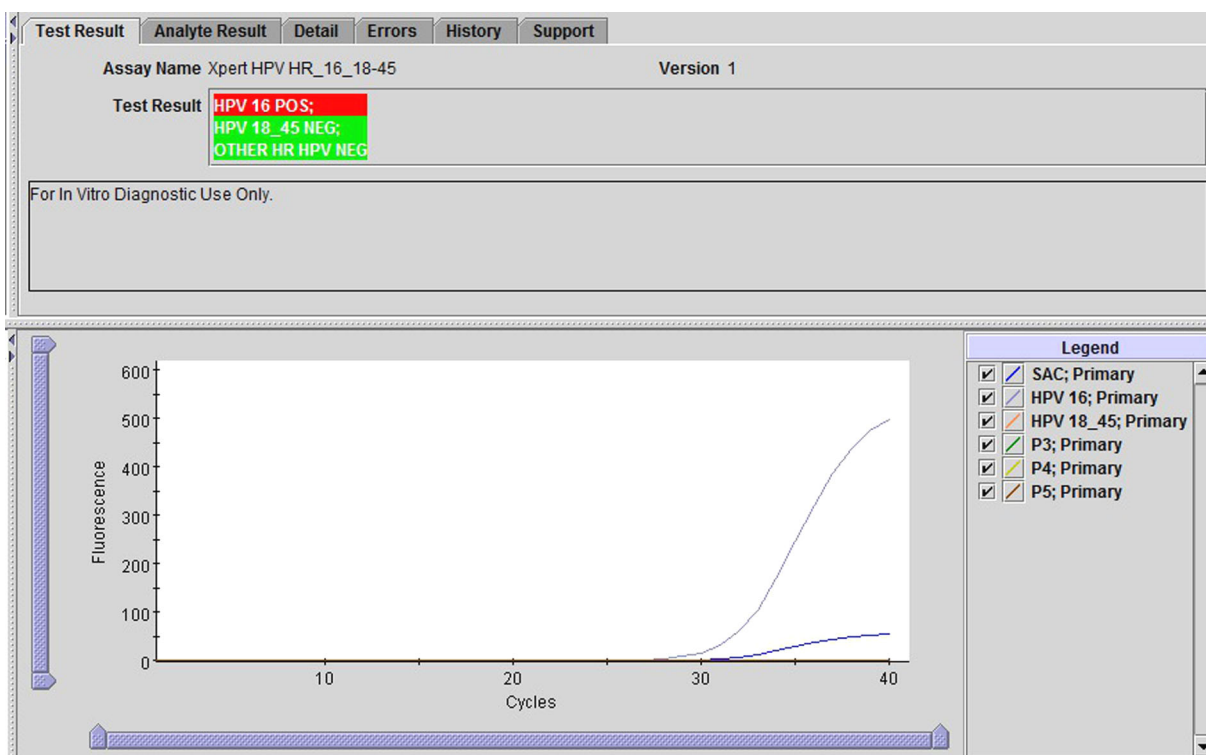 Test Result Analyte Result Detail Errors History Support
Assay Name Xpert HPV HR_16_18-45 Version 1
Test Result HPV 16 POS;
HPV 18_45 NEG;
OTHER HR HPV NEG
For In Vitro Diagnostic Use Only.
Legend
SAC; Primary
HPV 16; Primary
HPV 18_45; Primary
P3; Primary
P4; Primary
P5; Primary
Fluorescence
600
500
400
300
200
100
0
10 20 30 40
Cycles